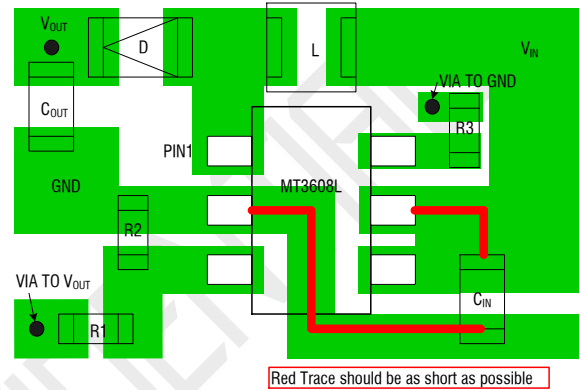 VOUT
D
L
VIN
COUT
VIA TO GND
R3
PIN1
MT3608L
GND
R2
VIA TO VOUT
R1
CIN
Red Trace should be as short as possible